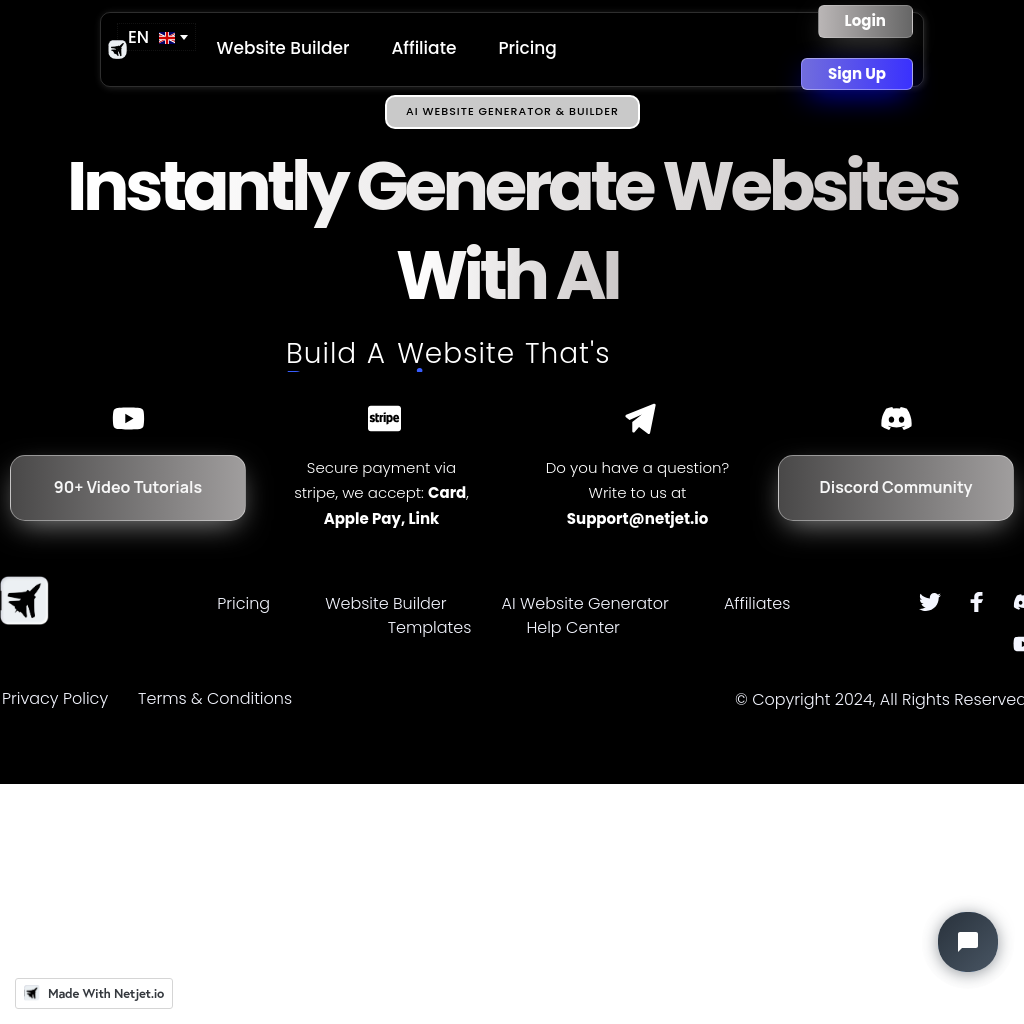 EN
Website Builder
Affiliate
Pricing
Login
Sign Up
AI WEBSITE GENERATOR & BUILDER
Instantly Generate Websites
With AI
Build A Website That's
stripe
90+ Video Tutorials
Secure payment via
stripe, we accept: Card,
Apple Pay, Link
Do you have a question?
Write to us at
Support@netjet.io
Discord Community
Pricing
Website Builder
AI Website Generator
Affiliates
Templates
Help Center
Privacy Policy
Terms & Conditions
© Copyright 2024, All Rights Reserved
Made With Netjet.io